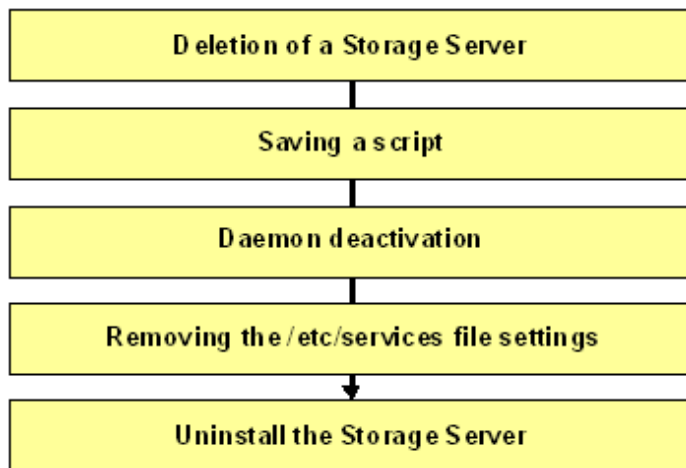 Deletion of a Storage Server
Saving a script
Daemon deactivation
Removing the /etc/services file settings
Uninstall the Storage Server